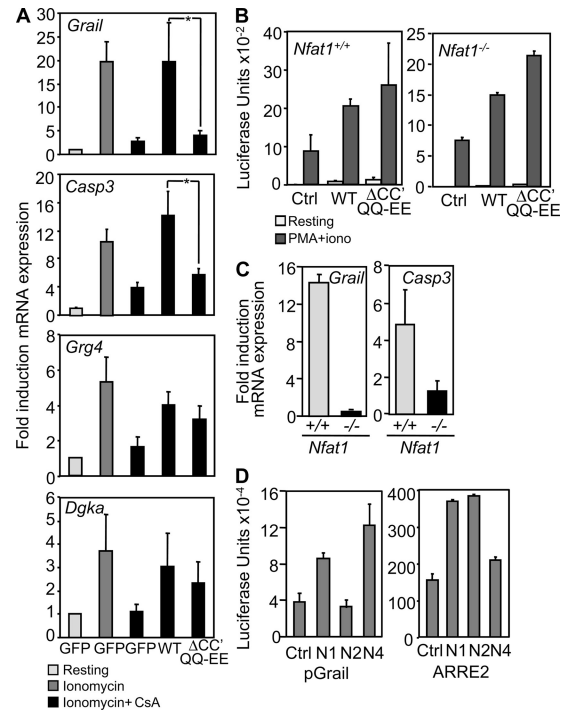 A
Fold induction mRNA expression
Grail
30
25
20
15
10
5
0
*
Casp3
20
16
12
8
4
0
*
Grg4
8
6
4
2
0
Dgka
6
5
4
3
2
1
0
GFP GFP GFP WT ΔCC' QQ-EE
Resting
Ionomycin
Ionomycin+CsA
B
Luciferase Units x10-2
Nfat1+/+
40
30
20
10
0
Ctrl WT ΔCC' QQ-EE
Nfat1-/-
25
20
15
10
5
0
Ctrl WT ΔCC' QQ-EE
Resting
PMA+iono
C
Fold induction
mRNA expression
Grail
16
12
8
4
0
+/+ -/-
Nfat1
Casp3
8
6
4
2
0
+/+ -/-
Nfat1
D
Luciferase Units x10-4
16
12
8
4
0
Ctrl N1 N2 N4
pGrail
400
300
200
100
0
Ctrl N1 N2 N4
ARRE2